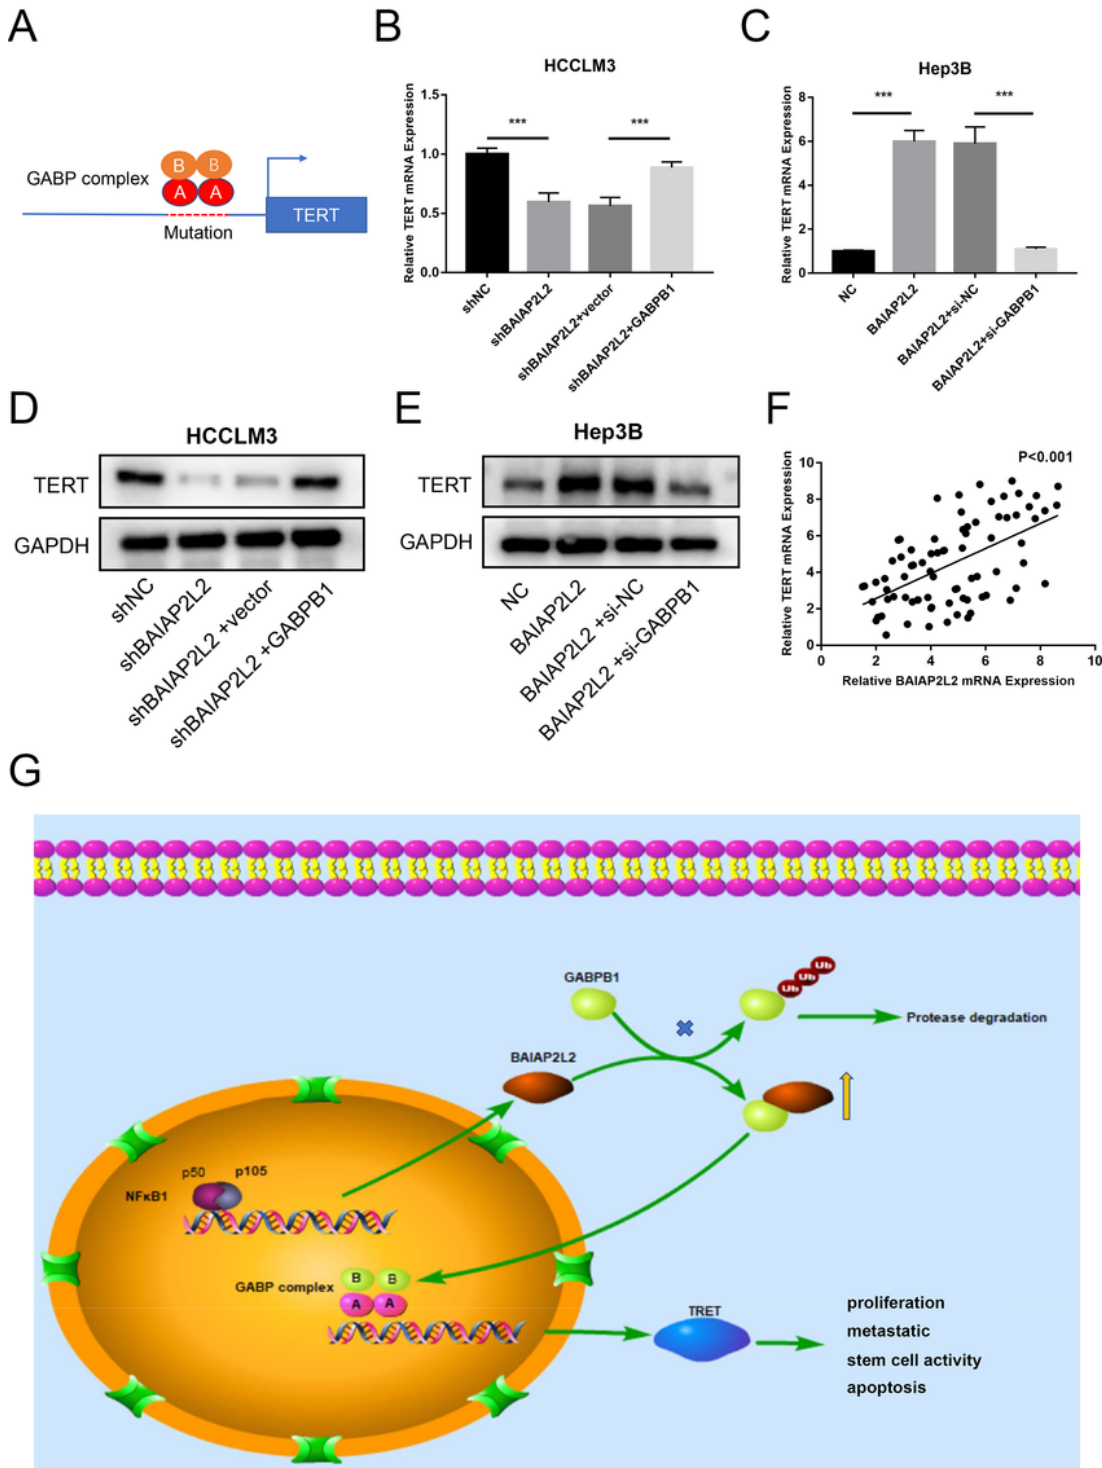 A
GABP complex
B B
A A
Mutation
TERT
B
HCCLM3
Relative TERT mRNA Expression
1.5
1.0
0.5
0.0
***
***
shNC
shBAIAP2L2
shBAIAP2L2+vector
shBAIAP2L2+GABPB1
C
Hep3B
Relative TERT mRNA Expression
8
6
4
2
0
***
***
NC
BAIAP2L2
BAIAP2L2+si-NC
BAIAP2L2+si-GABPB1
D
HCCLM3
TERT
GAPDH
shNC
shBAIAP2L2
shBAIAP2L2 +vector
shBAIAP2L2 +GABPB1
E
Hep3B
TERT
GAPDH
NC
BAIAP2L2
BAIAP2L2 +si-NC
BAIAP2L2 +si-GABPB1
F
P<0.001
Relative TERT mRNA Expression
10
8
6
4
2
0
0 2 4 6 8 10
Relative BAIAP2L2 mRNA Expression
G
GABPB1
Ub Ub Ub
Protease degradation
BAIAP2L2
p50 p105
NFκB1
GABP complex
B B
A A
TRET
proliferation
metastatic
stem cell activity
apoptosis